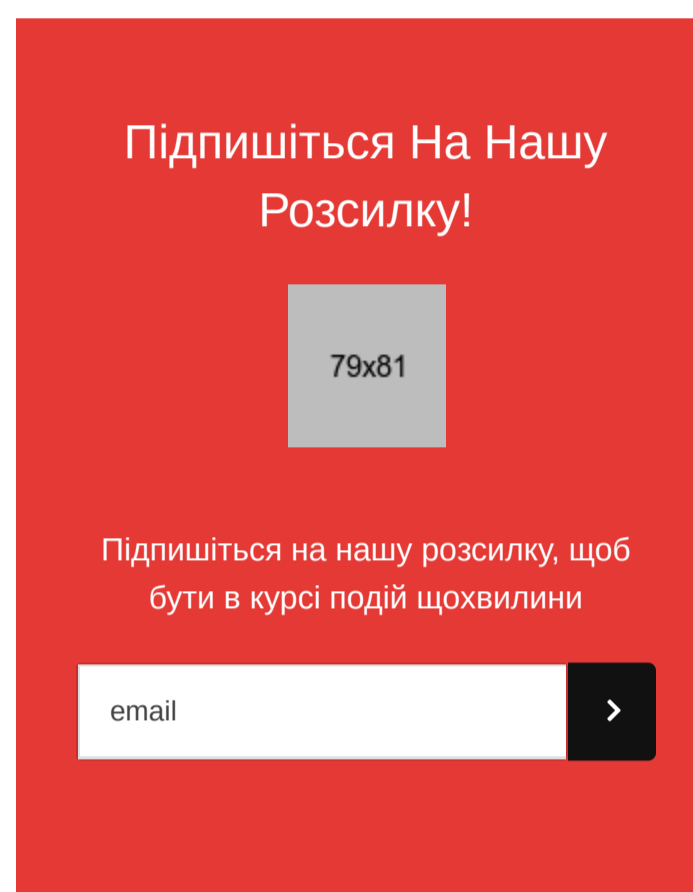 Підпишіться На Нашу
Розсилку!
79x81
Підпишіться на нашу розсилку, щоб
бути в курсі подій щохвилини
email